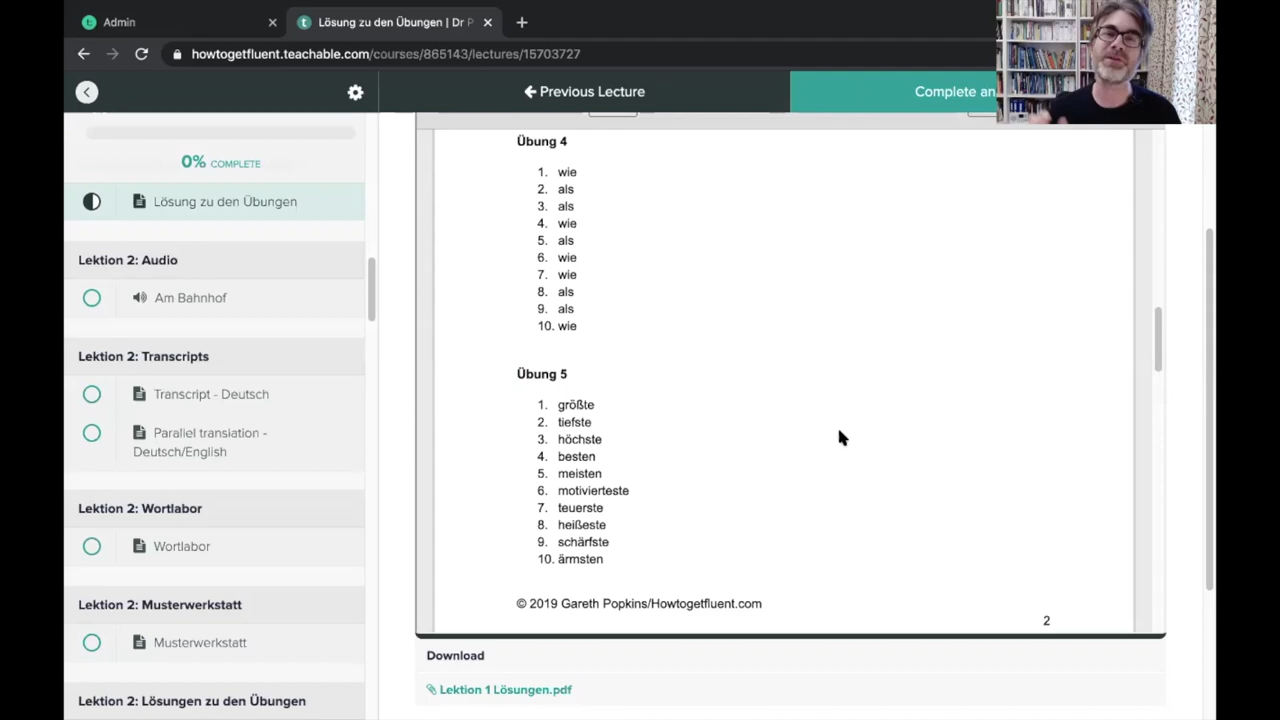 Admin
Lösung zu den Übungen | Dr P
howtogetfluent.teachable.com/courses/865143/lectures/15703727
Previous Lecture
Complete an
0% COMPLETE
Lösung zu den Übungen
Lektion 2: Audio
Am Bahnhof
Lektion 2: Transcripts
Transcript - Deutsch
Parallel translation -
Deutsch/English
Lektion 2: Wortlabor
Wortlabor
Lektion 2: Musterwerkstatt
Musterwerkstatt
Lektion 2: Lösungen zu den Übungen
Übung 4
1. wie
2. als
3. als
4. wie
5. als
6. wie
7. wie
8. als
9. als
10. wie
Übung 5
1. größte
2. tiefste
3. höchste
4. besten
5. meisten
6. motivierteste
7. teuerste
8. heißeste
9. schärfste
10. ärmsten
© 2019 Gareth Popkins/Howtogetfluent.com
2
Download
Lektion 1 Lösungen.pdf